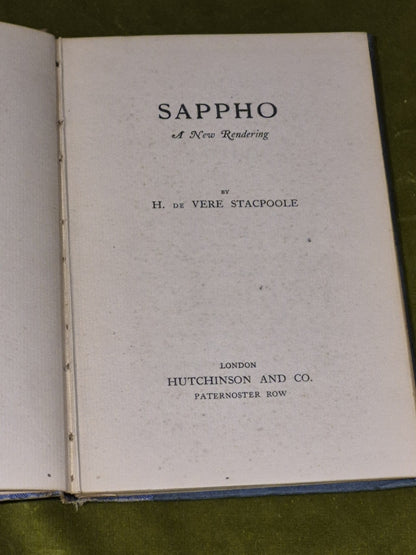 SAPPHO
A New Rendering
BY
H. DE VERE STACPOOLE
LONDON
HUTCHINSON AND CO.
PATERNOSTER ROW